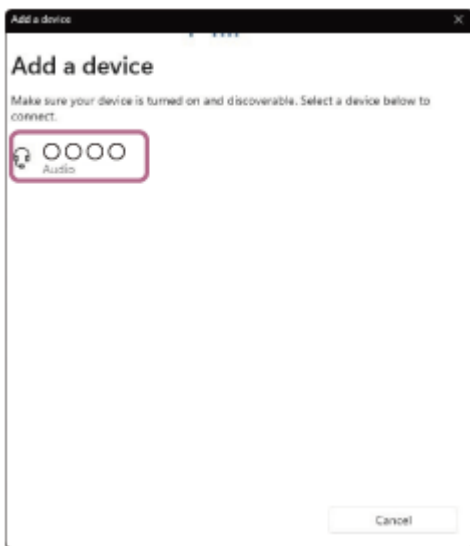 Add a device
Add a device
Make sure your device is turned on and discoverable. Select a device below to
connect.
○○○○
Audio
Cancel